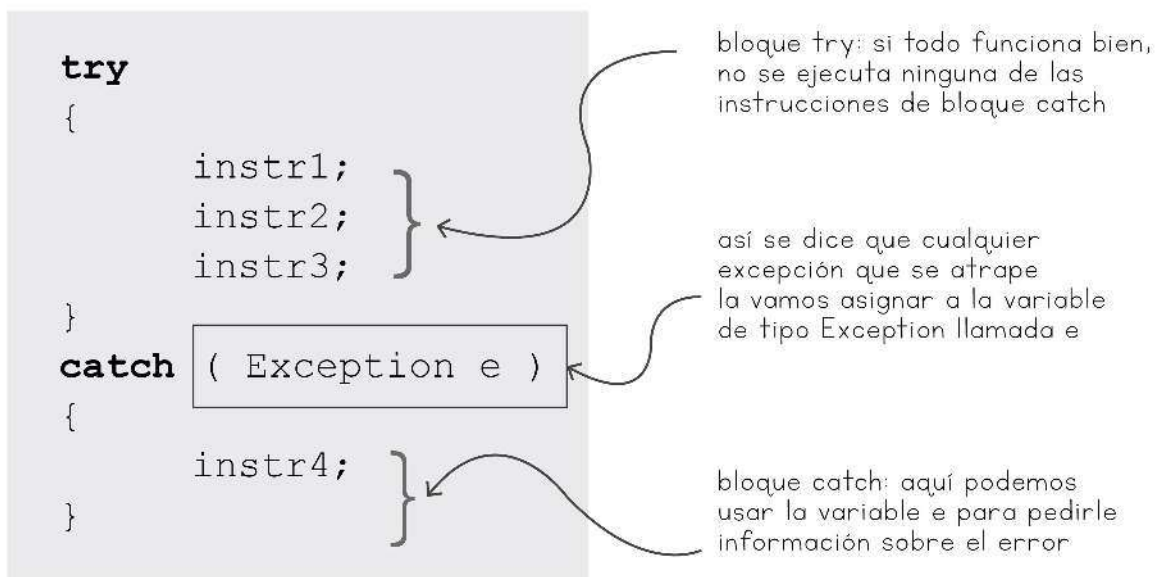 try
{
instr1;
instr2;
instr3;
}
catch ( Exception e )
{
instr4;
}
bloque try: si todo funciona bien,
no se ejecuta ninguna de las
instrucciones de bloque catch
así se dice que cualquier
excepción que se atrape
la vamos asignar a la variable
de tipo Exception llamada e
bloque catch: aquí podemos
usar la variable e para pedirle
información sobre el error